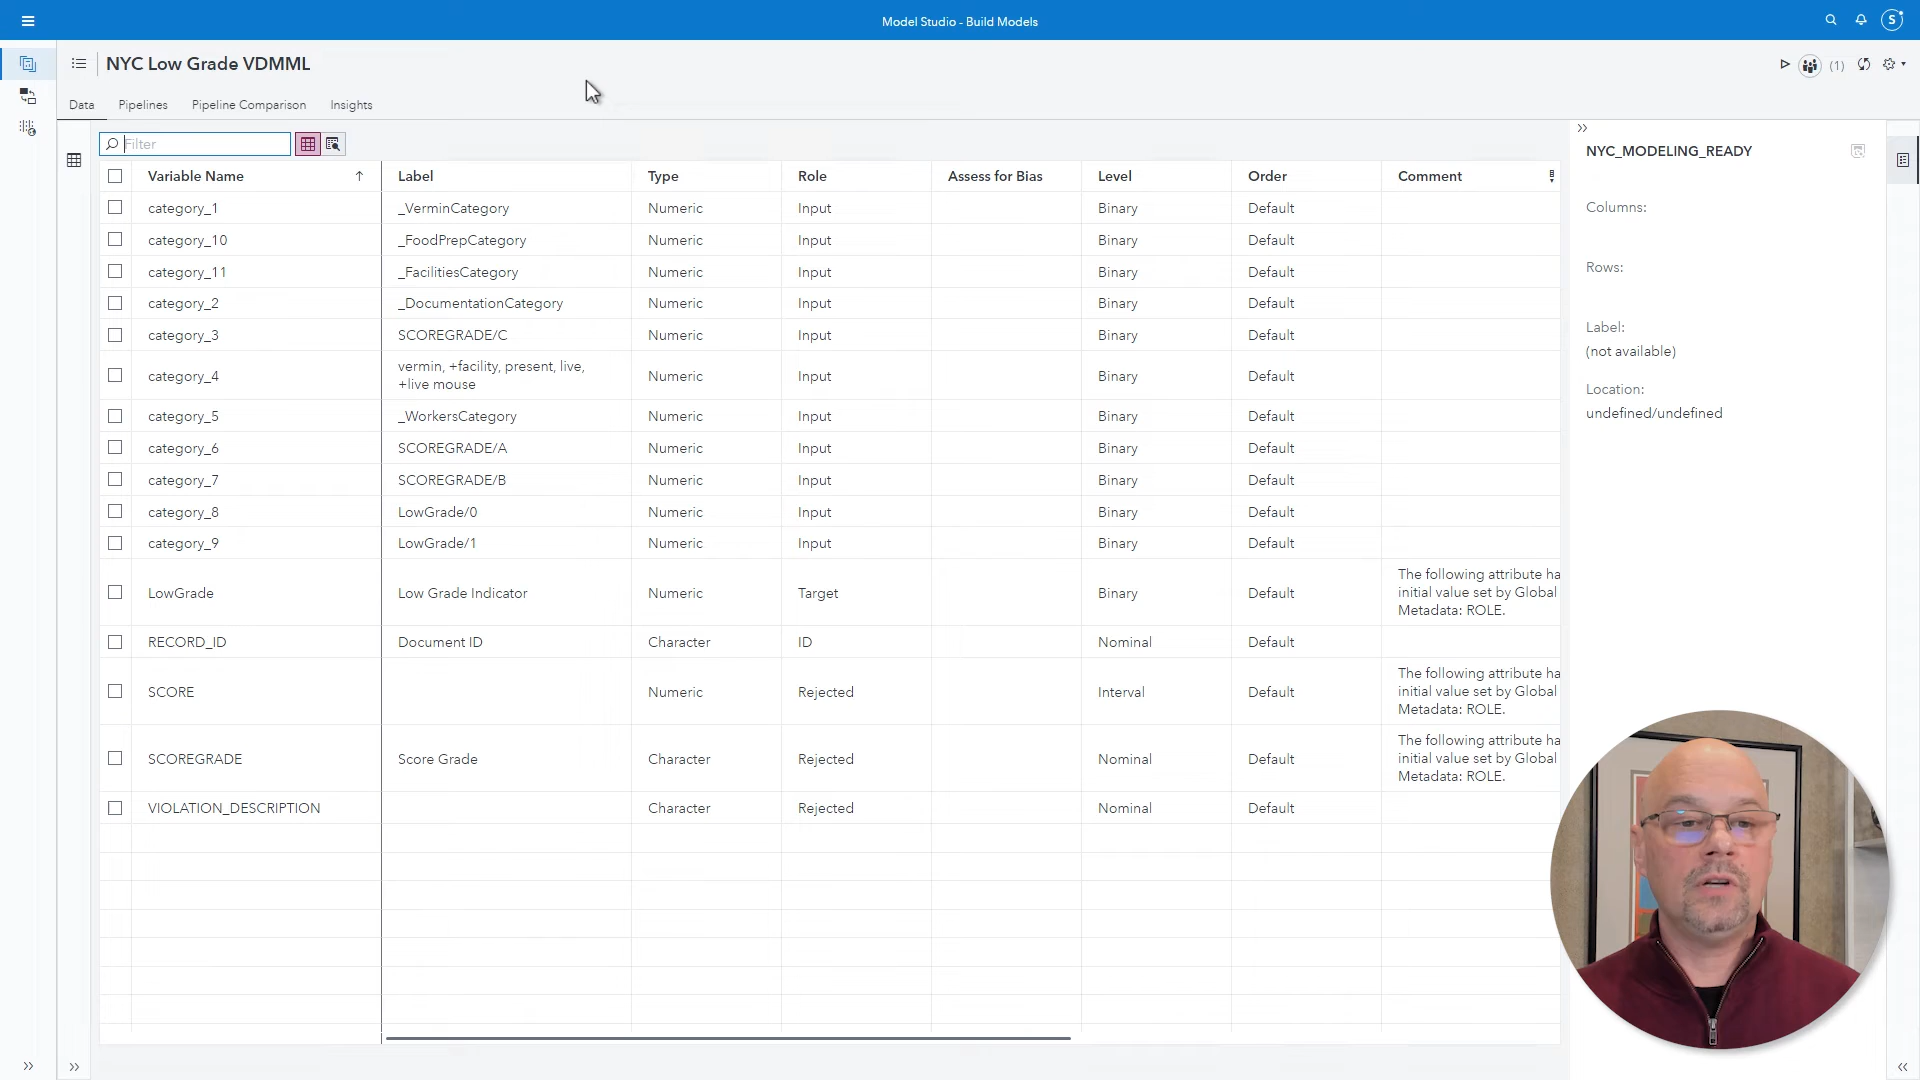 Model Studio - Build Models
S
NYC Low Grade VDMML
(1)
Data Pipelines Pipeline Comparison Insights
Filter
Variable Name Label Type Role Assess for Bias Level Order Comment
category_1 _VerminCategory Numeric Input Binary Default
category_10 _FoodPrepCategory Numeric Input Binary Default
category_11 _FacilitiesCategory Numeric Input Binary Default
category_2 _DocumentationCategory Numeric Input Binary Default
category_3 SCOREGRADE/C Numeric Input Binary Default
category_4 vermin, +facility, present, live, Numeric Input Binary Default
+live mouse
category_5 _WorkersCategory Numeric Input Binary Default
category_6 SCOREGRADE/A Numeric Input Binary Default
category_7 SCOREGRADE/B Numeric Input Binary Default
category_8 LowGrade/0 Numeric Input Binary Default
category_9 LowGrade/1 Numeric Input Binary Default
The following attribute ha
LowGrade Low Grade Indicator Numeric Target Binary Default initial value set by Global
Metadata: ROLE.
RECORD_ID Document ID Character ID Nominal Default
The following attribute ha
SCORE Numeric Rejected Interval Default initial value set by Global
Metadata: ROLE.
The following attribute ha
SCOREGRADE Score Grade Character Rejected Nominal Default initial value set by Global
Metadata: ROLE.
VIOLATION_DESCRIPTION Character Rejected Nominal Default
NYC_MODELING_READY
Columns:
Rows:
Label:
(not available)
Location:
undefined/undefined